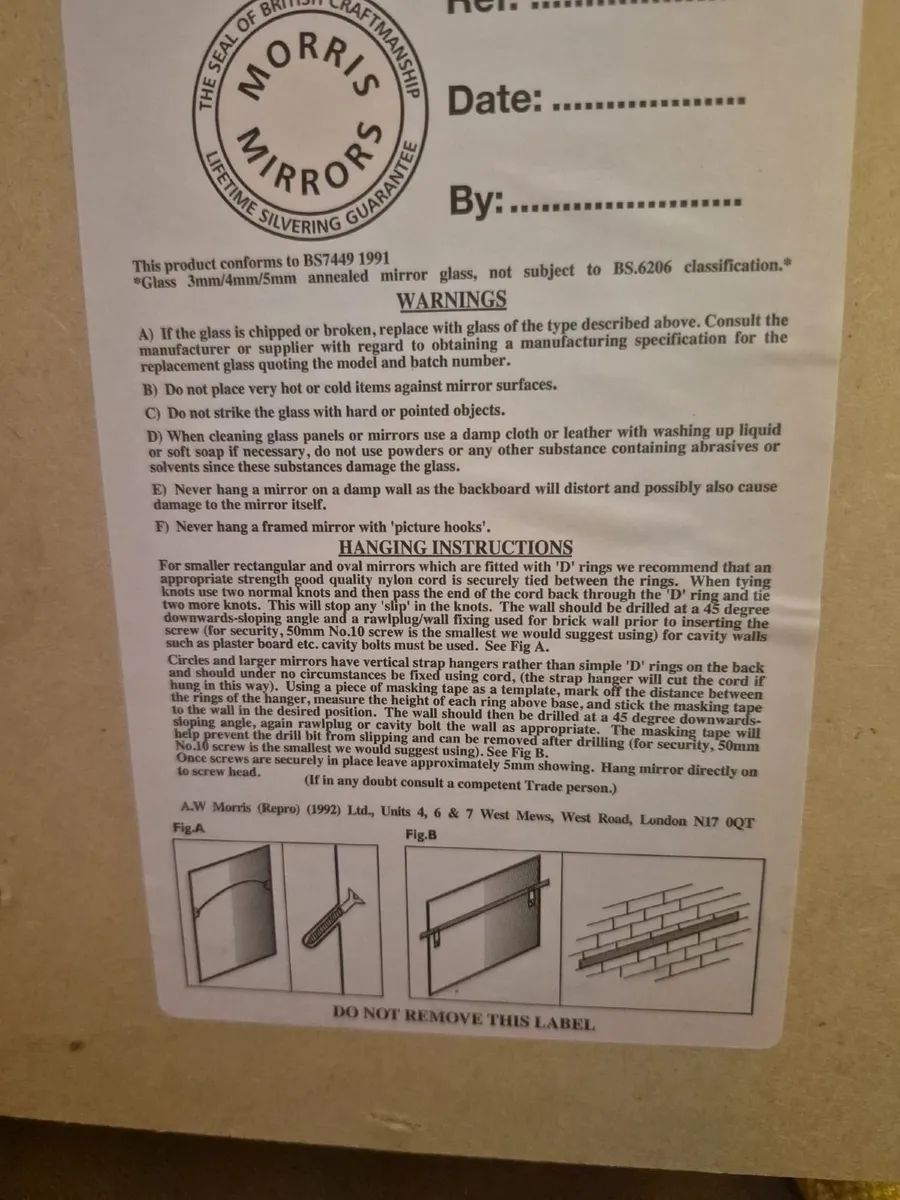 Ref: ..................
THE SEAL OF BRITISH CRAFTMANSHIP
MORRIS
MIRRORS
LIFETIME SILVERING GUARANTEE
Date: ..................
By: ......................
This product conforms to BS7449 1991
*Glass 3mm/4mm/5mm annealed mirror glass, not subject to BS.6206 classification.*
WARNINGS
A) If the glass is chipped or broken, replace with glass of the type described above. Consult the
manufacturer or supplier with regard to obtaining a manufacturing specification for the
replacement glass quoting the model and batch number.
B) Do not place very hot or cold items against mirror surfaces.
C) Do not strike the glass with hard or pointed objects.
D) When cleaning glass panels or mirrors use a damp cloth or leather with washing up liquid
or soft soap if necessary, do not use powders or any other substance containing abrasives or
solvents since these substances damage the glass.
E) Never hang a mirror on a damp wall as the backboard will distort and possibly also cause
damage to the mirror itself.
F) Never hang a framed mirror with 'picture hooks'.
HANGING INSTRUCTIONS
For smaller rectangular and oval mirrors which are fitted with 'D' rings we recommend that an
appropriate strength good quality nylon cord is securely tied between the rings. When tying
knots use two normal knots and then pass the end of the cord back through the 'D' ring and tie
two more knots. This will stop any 'slip' in the knots. The wall should be drilled at a 45 degree
downwards-sloping angle and a rawlplug/wall fixing used for brick wall prior to inserting the
screw (for security, 50mm No.10 screw is the smallest we would suggest using) for cavity walls
such as plaster board etc. cavity bolts must be used. See Fig A.
Circles and larger mirrors have vertical strap hangers rather than simple 'D' rings on the back
and should under no circumstances be fixed using cord, (the strap hanger will cut the cord if
hung in this way). Using a piece of masking tape as a template, mark off the distance between
the rings of the hanger, measure the height of each ring above base, and stick the masking tape
to the wall in the desired position. The wall should then be drilled at a 45 degree downwards-
sloping angle, again rawlplug or cavity bolt the wall as appropriate. The masking tape will
help prevent the drill bit from slipping and can be removed after drilling (for security, 50mm
No.10 screw is the smallest we would suggest using). See Fig B.
Once screws are securely in place leave approximately 5mm showing. Hang mirror directly on
to screw head.
(If in any doubt consult a competent Trade person.)
A.W Morris (Repro) (1992) Ltd., Units 4, 6 & 7 West Mews, West Road, London N17 0QT
Fig.A
Fig.B
DO NOT REMOVE THIS LABEL